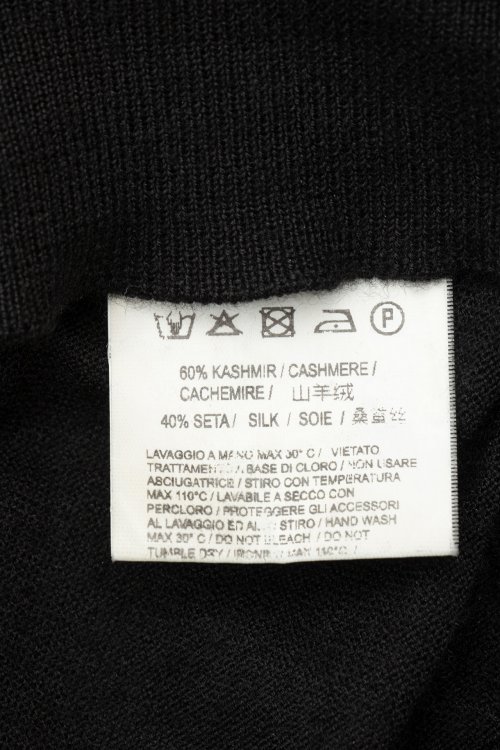 P
60% KASHMIR / CASHMERE /
CACHEMIRE / 山羊绒
40% SETA / SILK / SOIE / 桑蚕丝
LAVAGGIO A MANO MAX 30° C / VIETATO
TRATTAMENTO A BASE DI CLORO / NON USARE
ASCIUGATRICE / STIRO CON TEMPERATURA
MAX 110°C / LAVABILE A SECCO CON
PERCLORO / PROTEGGERE GLI ACCESSORI
AL LAVAGGIO ED ALLO STIRO / HAND WASH
MAX 30° C / DO NOT BLEACH / DO NOT
TUMBLE DRY / MAX 110°C /